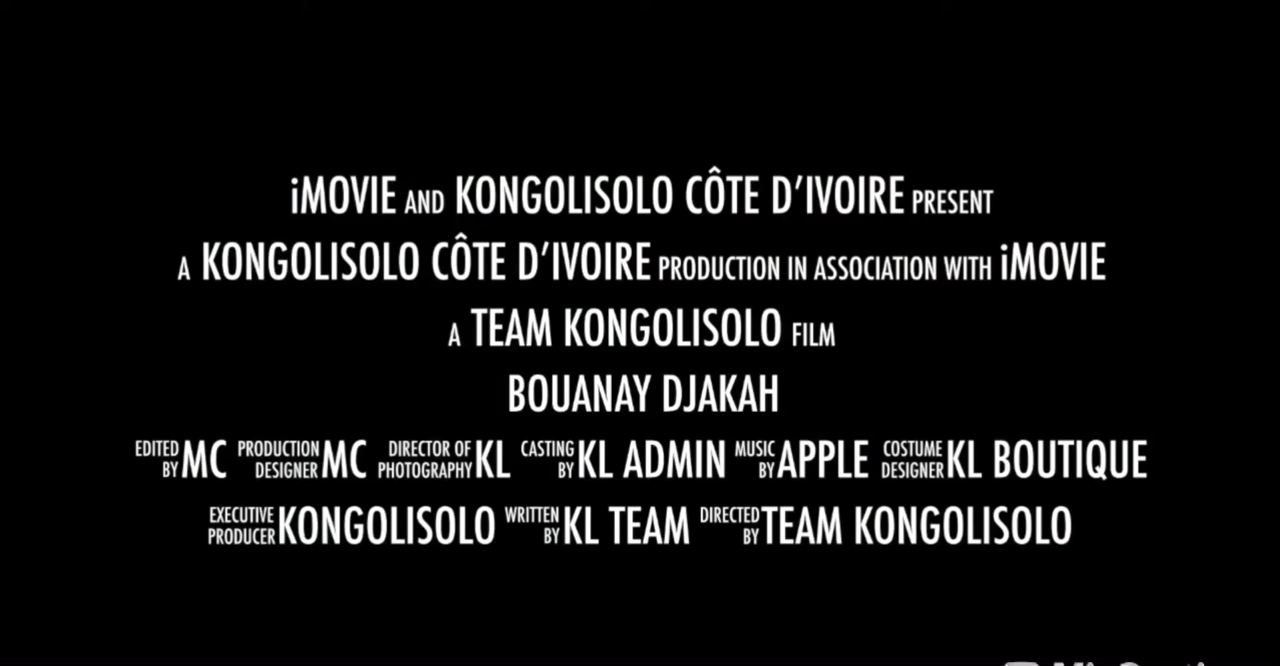 iMOVIE AND KONGOLISOLO CÔTE D'IVOIRE PRESENT
A KONGOLISOLO CÔTE D'IVOIRE PRODUCTION IN ASSOCIATION WITH iMOVIE
A TEAM KONGOLISOLO FILM
BOUANAY DJAKAH
EDITED BY MC PRODUCTION DESIGNER MC DIRECTOR OF PHOTOGRAPHY KL CASTING BY KL ADMIN MUSIC BY APPLE COSTUME DESIGNER KL BOUTIQUE
EXECUTIVE PRODUCER KONGOLISOLO WRITTEN BY KL TEAM DIRECTED BY TEAM KONGOLISOLO